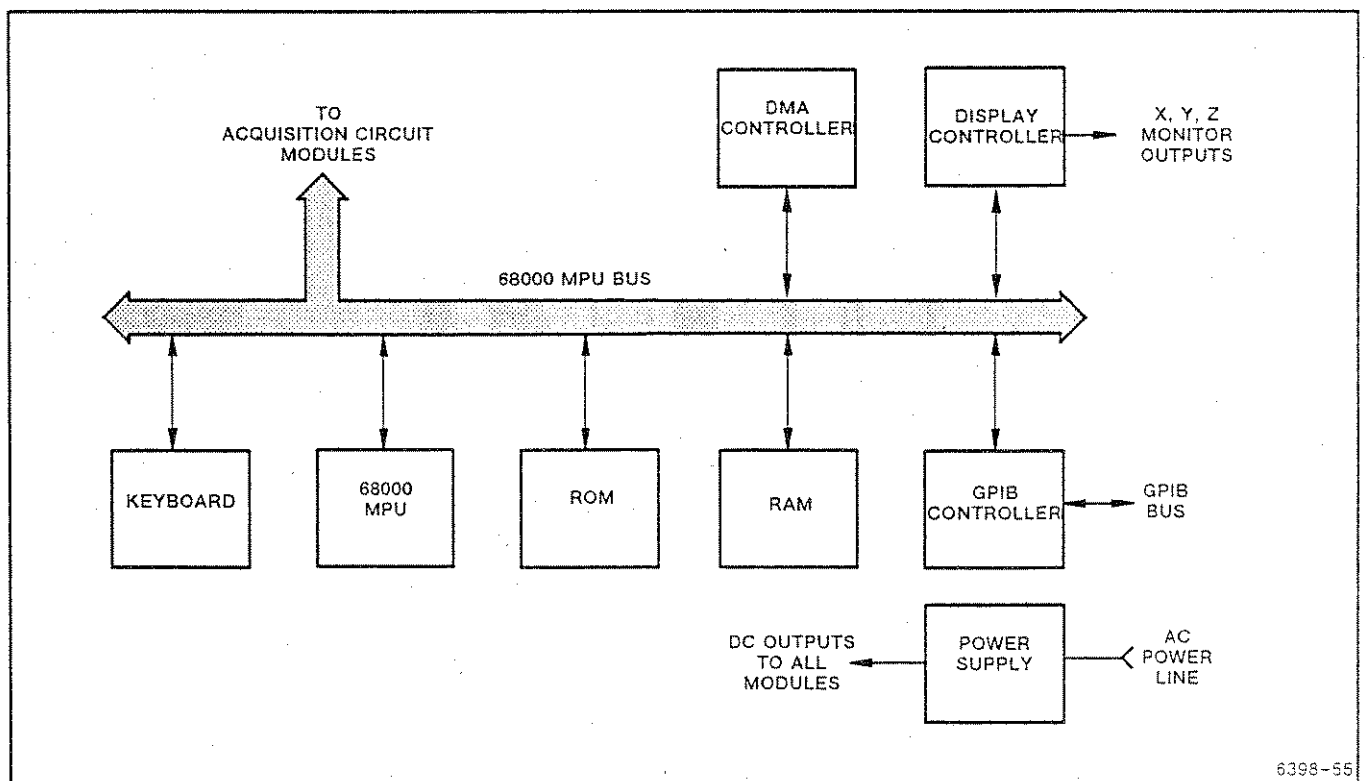 TO
ACQUISITION CIRCUIT
MODULES
DMA
CONTROLLER
DISPLAY
CONTROLLER
X, Y, Z
MONITOR
OUTPUTS
68000 MPU BUS
KEYBOARD
68000
MPU
ROM
RAM
GPIB
CONTROLLER
GPIB
BUS
DC OUTPUTS
TO ALL
MODULES
POWER
SUPPLY
AC
POWER
LINE
6398-55